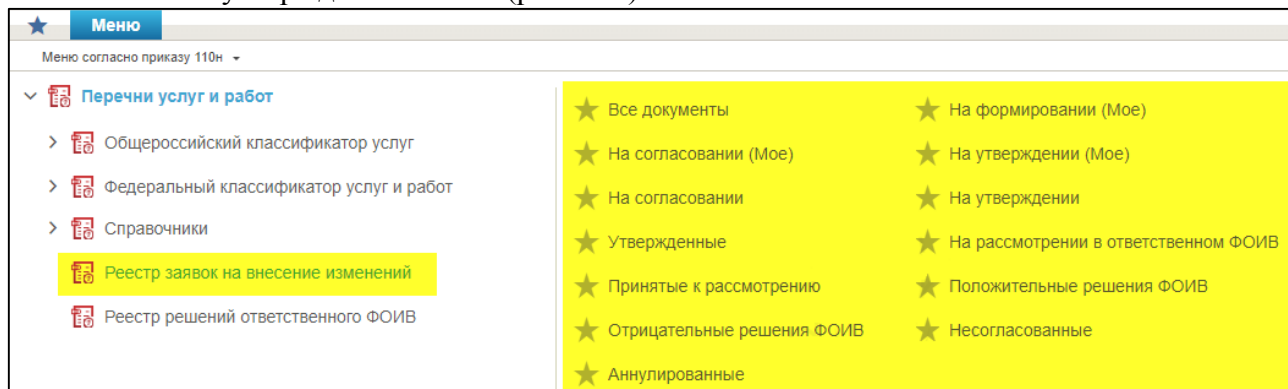 Меню
Меню согласно приказу 110н
Перечни услуг и работ
Общероссийский классификатор услуг
Федеральный классификатор услуг и работ
Справочники
Реестр заявок на внесение изменений
Реестр решений ответственного ФОИВ
Все документы
На формировании (Мое)
На согласовании (Мое)
На утверждении (Мое)
На согласовании
На утверждении
Утвержденные
На рассмотрении в ответственном ФОИВ
Принятые к рассмотрению
Положительные решения ФОИВ
Отрицательные решения ФОИВ
Несогласованные
Аннулированные